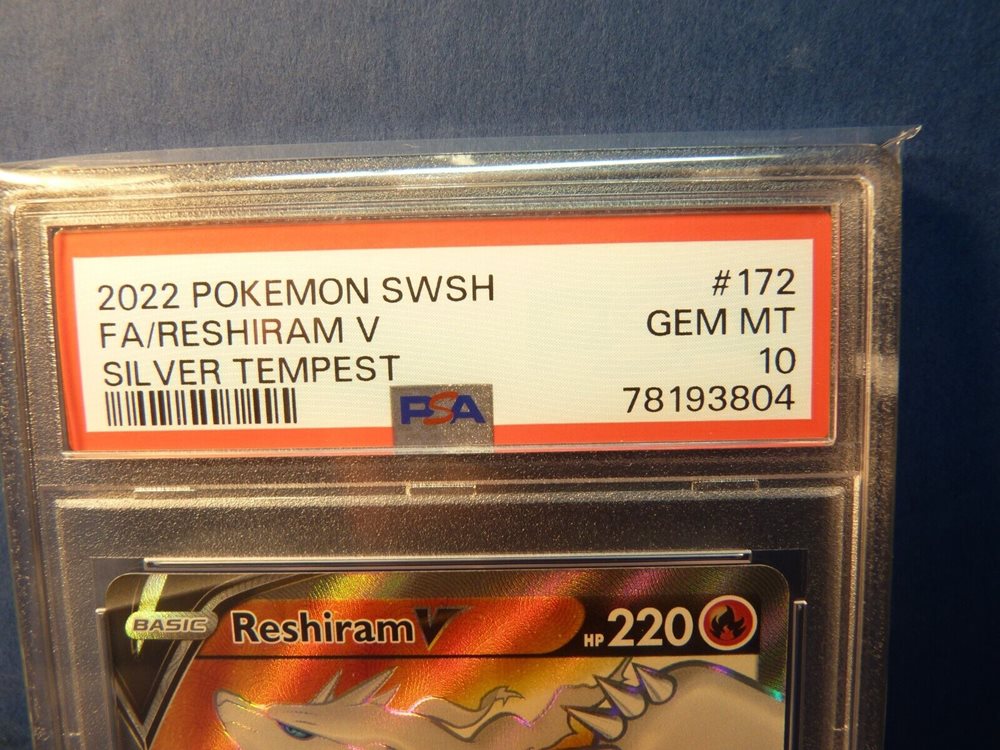 2022 POKEMON SWSH #172
FA/RESHIRAM V GEM MT
SILVER TEMPEST 10
PSA 78193804
BASIC Reshiram V HP 220